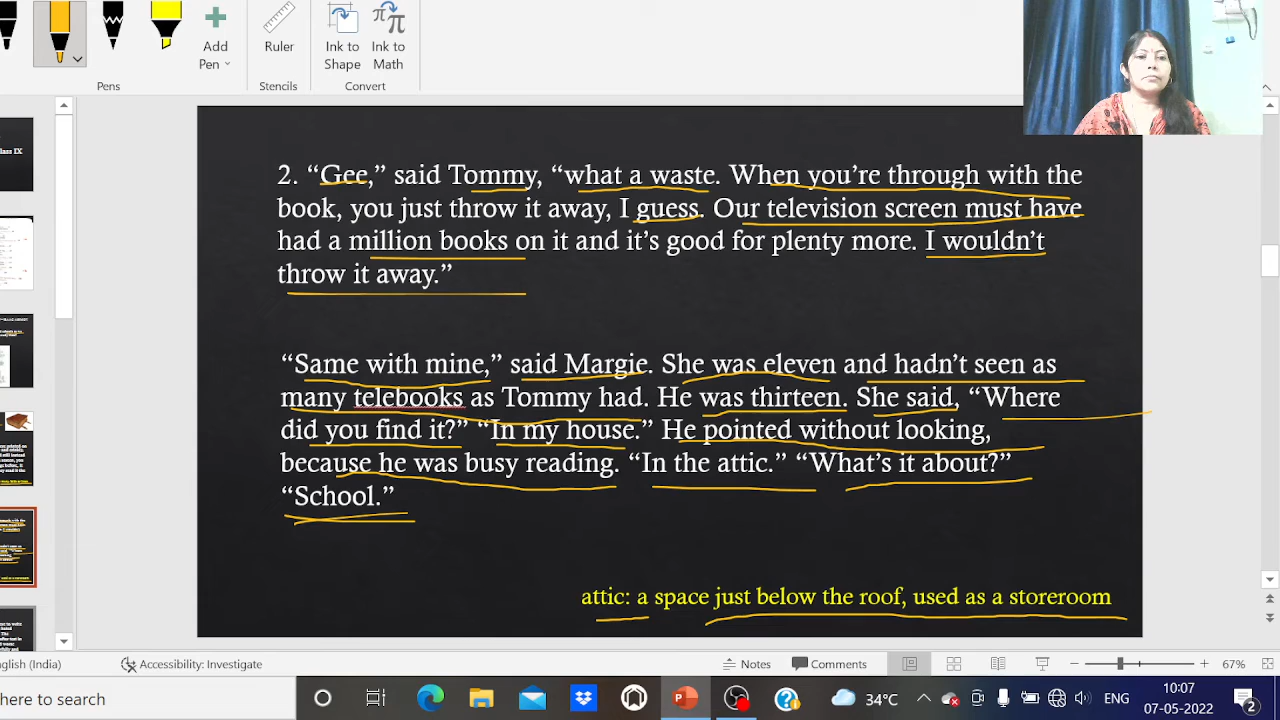 Add
Pen
Ruler
Ink to
Shape
Ink to
Math
Pens
Stencils
Convert
lass IX
2. “Gee,” said Tommy, “what a waste. When you’re through with the
book, you just throw it away, I guess. Our television screen must have
had a million books on it and it’s good for plenty more. I wouldn’t
throw it away.”
“Same with mine,” said Margie. She was eleven and hadn’t seen as
many telebooks as Tommy had. He was thirteen. She said, “Where
did you find it?” “In my house.” He pointed without looking,
because he was busy reading. “In the attic.” “What’s it about?”
“School.”
attic: a space just below the roof, used as a storeroom
nglish (India)
Accessibility: Investigate
Notes
Comments
67%
here to search
34°C
ENG
10:07
07-05-2022
2